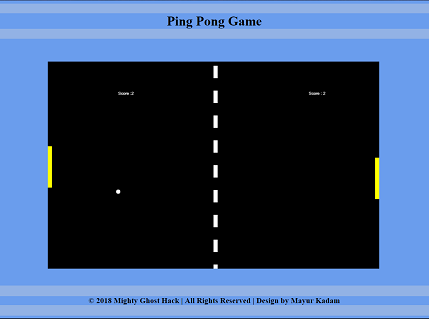 Ping Pong Game
Score :2
Score : 2
© 2018 Mighty Ghost Hack | All Rights Reserved | Design by Mayur Kadam